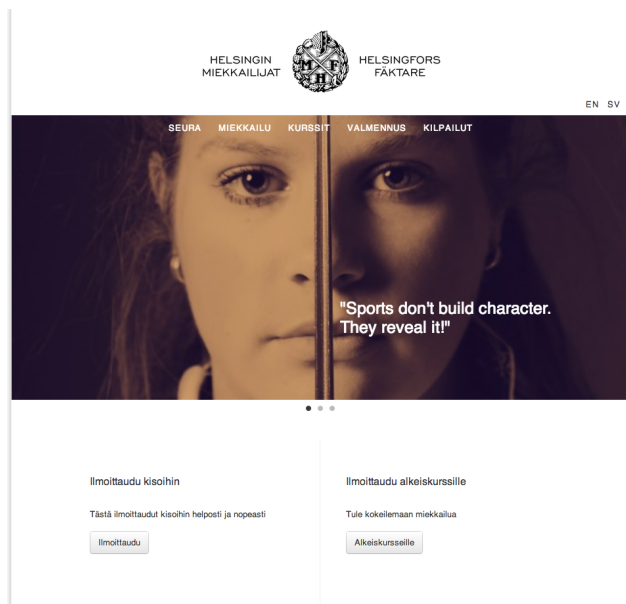 HELSINGIN
MIEKKAILIJAT
M F
H
HELSINGFORS
FÄKTARE
EN SV
SEURA MIEKKAILU KURSSIT VALMENNUS KILPAILUT
"Sports don't build character.
They reveal it!"
Ilmoittaudu kisoihin
Tästä ilmoittaudut kisoihin helposti ja nopeasti
Ilmoittaudu
Ilmoittaudu alkeiskurssille
Tule kokeilemaan miekkailua
Alkeiskursseille